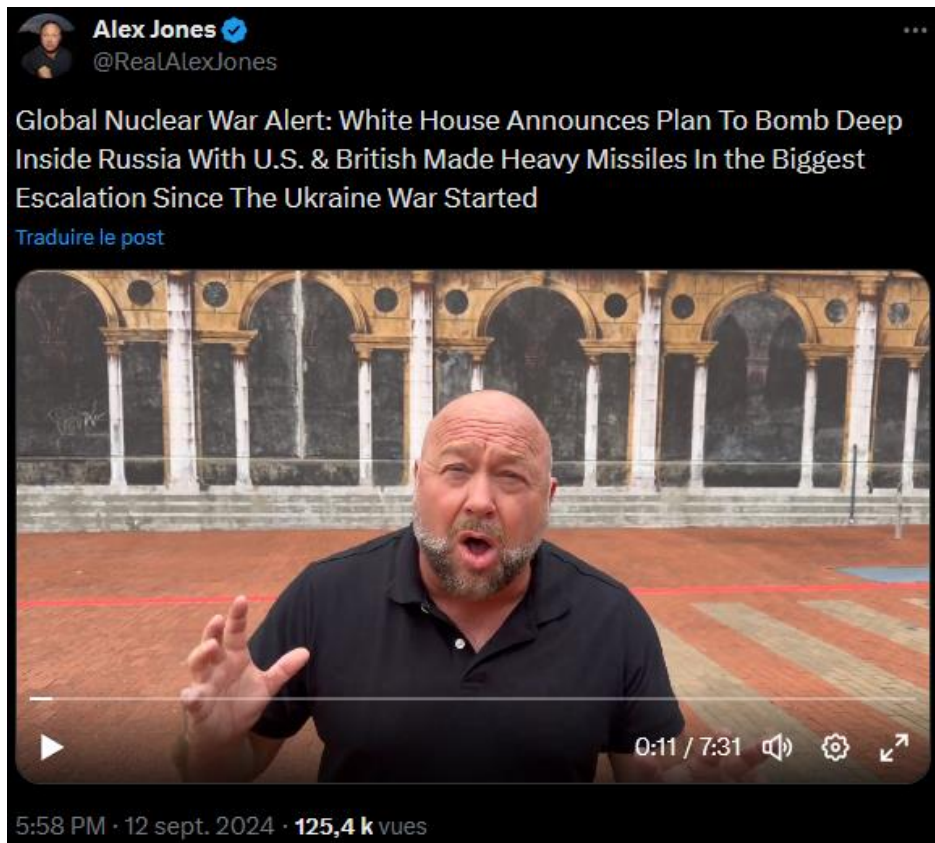 Alex Jones
@RealAlexJones
Global Nuclear War Alert: White House Announces Plan To Bomb Deep
Inside Russia With U.S. & British Made Heavy Missiles In the Biggest
Escalation Since The Ukraine War Started
Traduire le post
0:11 / 7:31
5:58 PM · 12 sept. 2024 · 125,4 k vues